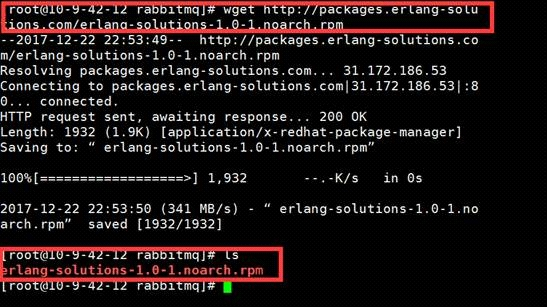 [root@10-9-42-12 rabbitmq]# wget http://packages.erlang-solu
tions.com/erlang-solutions-1.0-1.noarch.rpm
--2017-12-22 22:53:49--  http://packages.erlang-solutions.co
m/erlang-solutions-1.0-1.noarch.rpm
Resolving packages.erlang-solutions.com... 31.172.186.53
Connecting to packages.erlang-solutions.com|31.172.186.53|:8
0... connected.
HTTP request sent, awaiting response... 200 OK
Length: 1932 (1.9K) [application/x-redhat-package-manager]
Saving to: “ erlang-solutions-1.0-1.noarch.rpm”
100%[===================>] 1,932       --.-K/s   in 0s
2017-12-22 22:53:50 (341 MB/s) - “ erlang-solutions-1.0-1.no
arch.rpm”  saved [1932/1932]
[root@10-9-42-12 rabbitmq]# ls
erlang-solutions-1.0-1.noarch.rpm
[root@10-9-42-12 rabbitmq]#